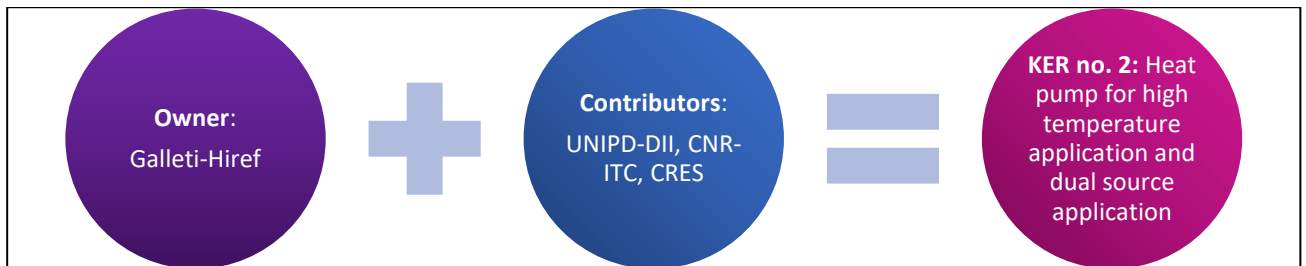 Owner:
Galleti-Hiref
Contributors:
UNIPD-DII, CNR-
ITC, CRES
KER no. 2: Heat
pump for high
temperature
application and
dual source
application